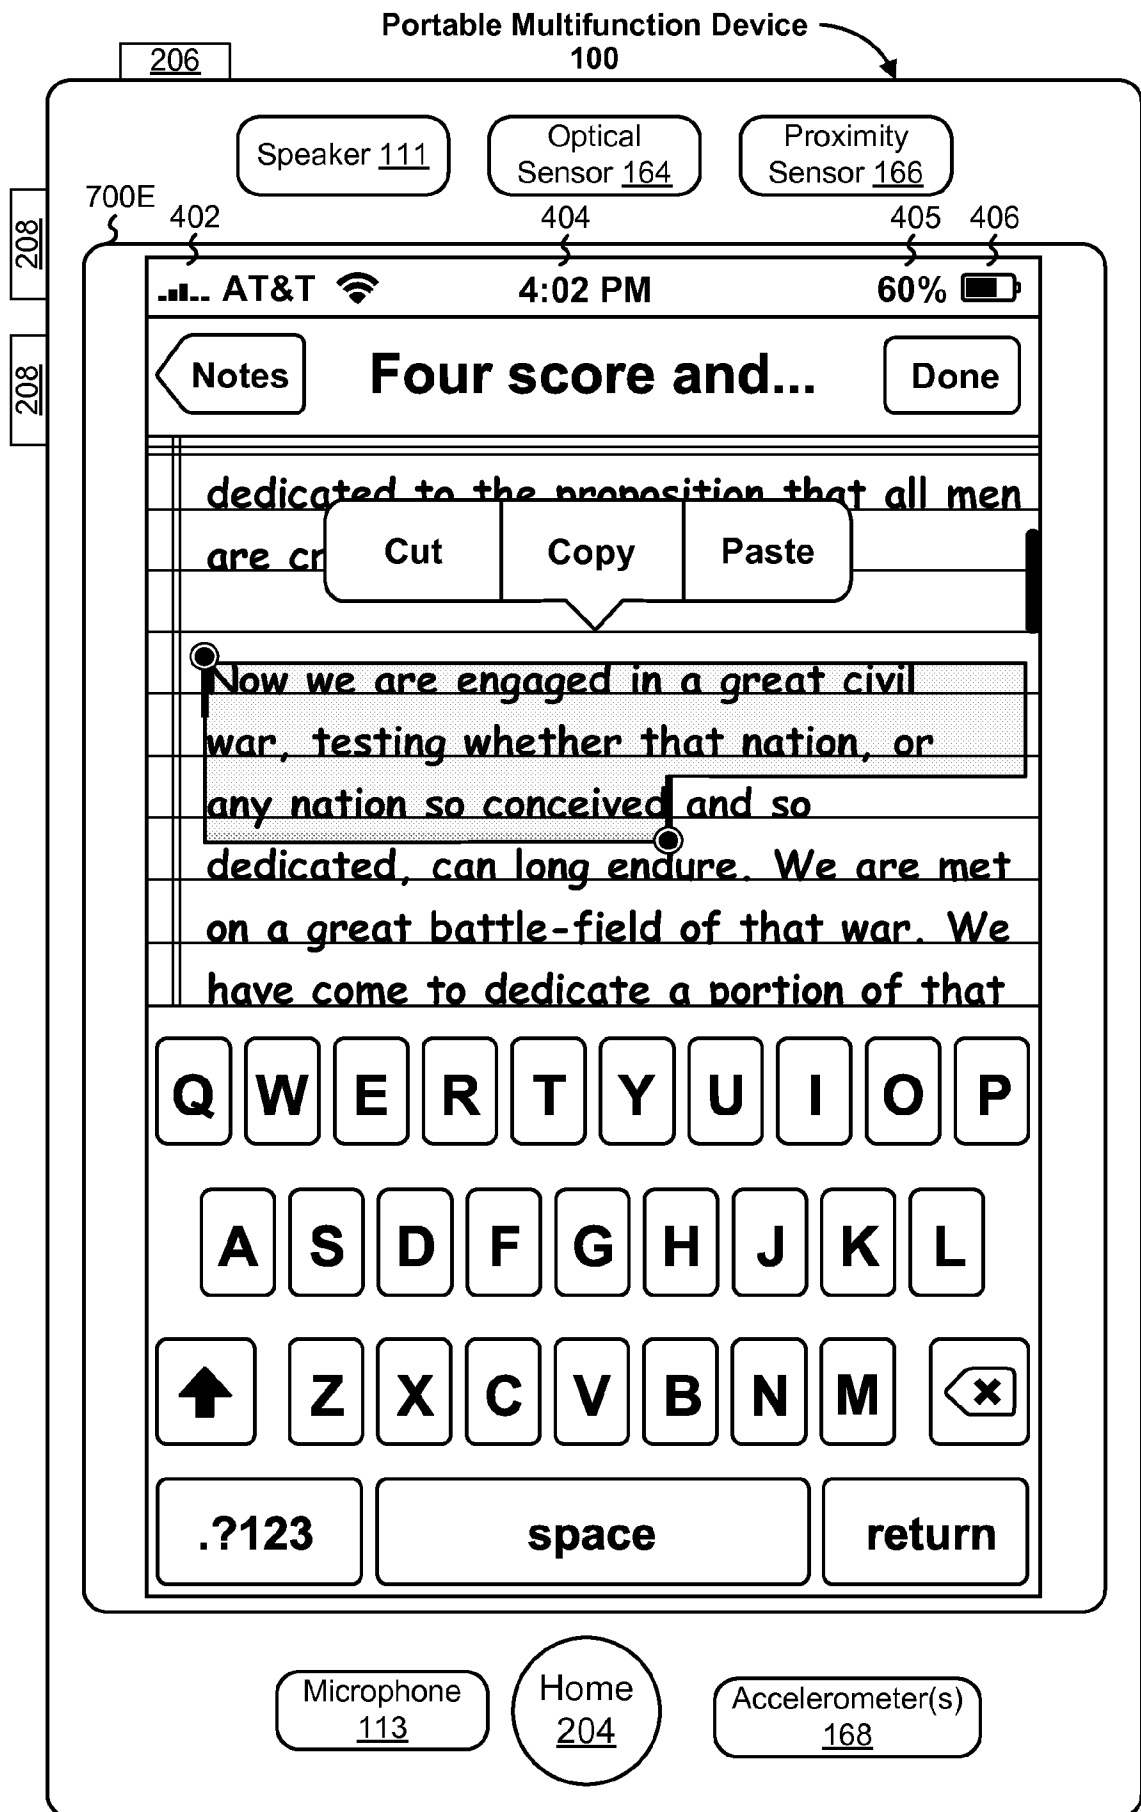 Portable Multifunction Device
100
206
Speaker 111
Optical
Sensor 164
Proximity
Sensor 166
208
208
700E
402
404
405
406
AT&T
4:02 PM
60%
Notes
Four score and...
Done
dedicated to the proposition that all men
are cr
Cut
Copy
Paste
Now we are engaged in a great civil
war, testing whether that nation, or
any nation so conceived and so
dedicated, can long endure. We are met
on a great battle-field of that war. We
have come to dedicate a portion of that
Q W E R T Y U I O P
A S D F G H J K L
Z X C V B N M
.?123
space
return
Microphone
113
Home
204
Accelerometer(s)
168